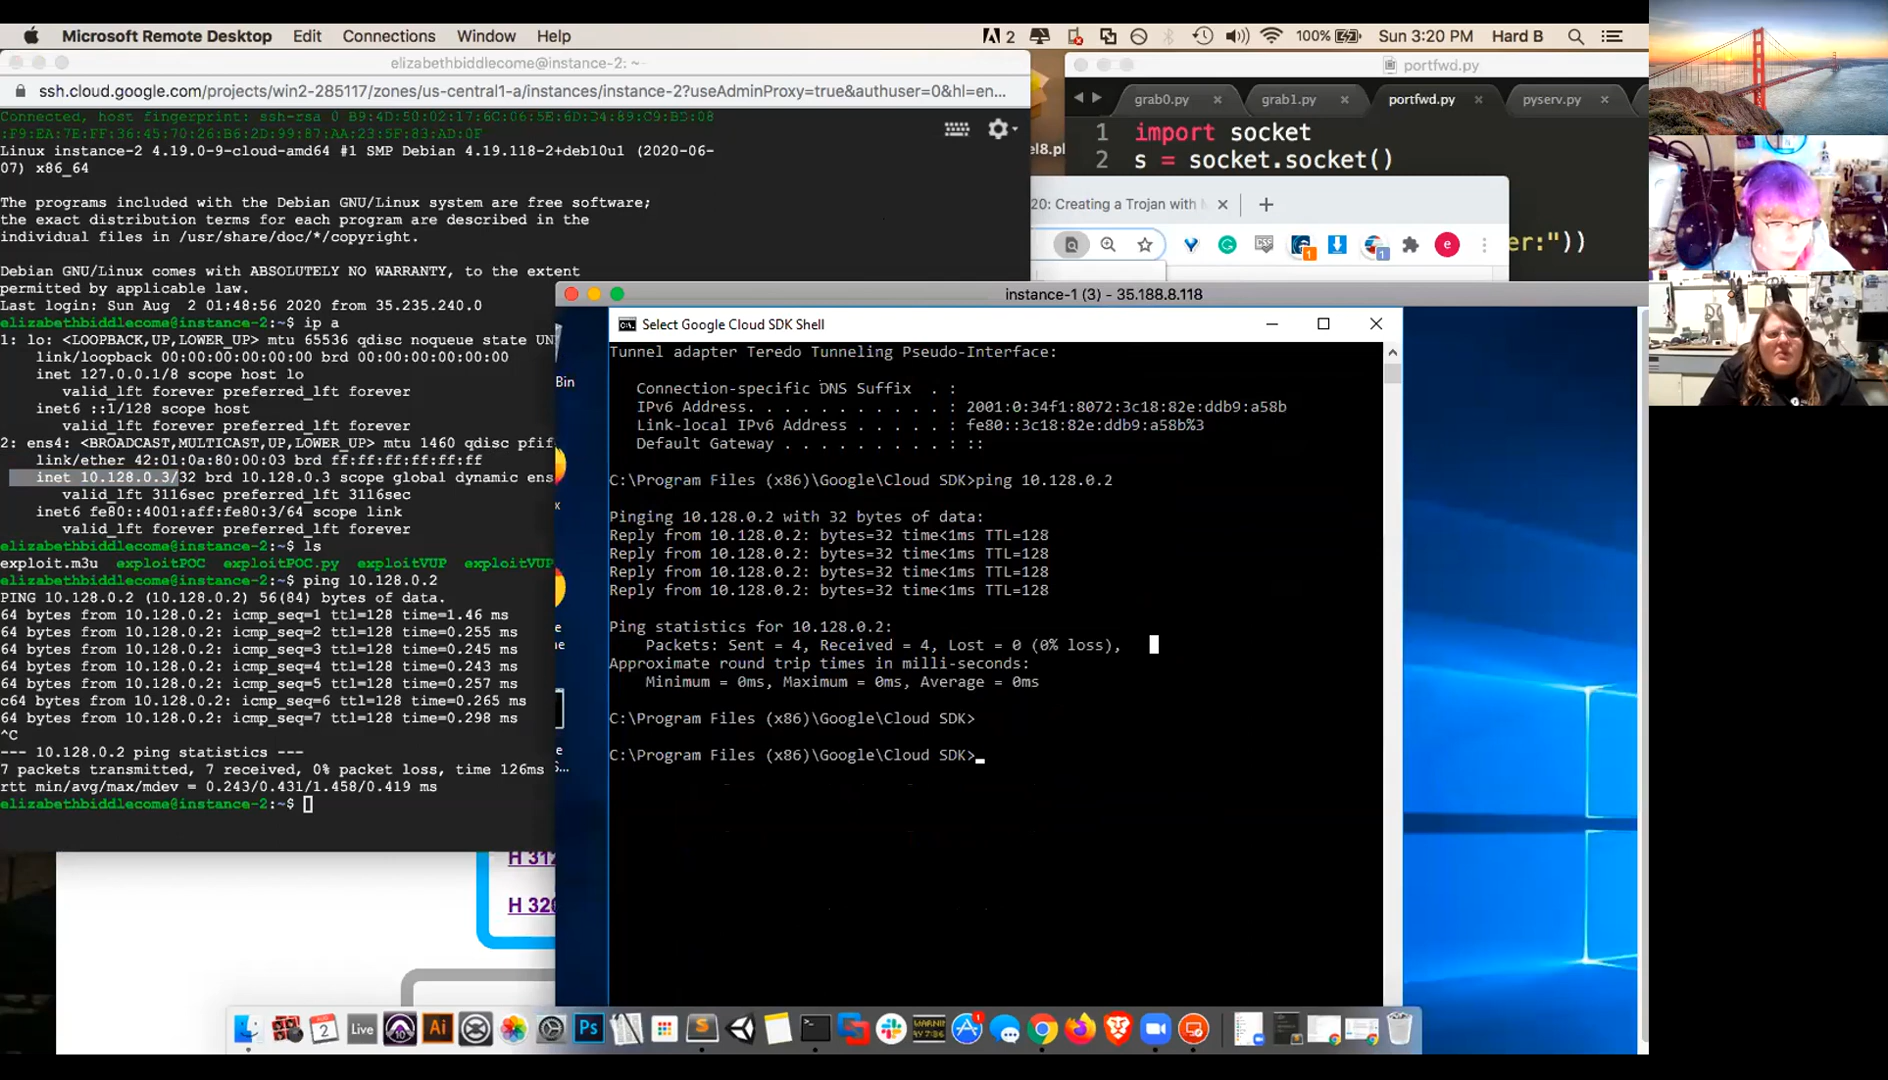 Microsoft Remote Desktop Edit Connections Window Help
2 100% Sun 3:20 PM Hard B
elizabethbiddlecome@instance-2: ~
ssh.cloud.google.com/projects/win2-285117/zones/us-central1-a/instances/instance-2?useAdminProxy=true&authuser=0&hl=en...
Linux instance-2 4.19.0-9-cloud-amd64 #1 SMP Debian 4.19.118-2+deb10u1 (2020-06-
07) x86_64
The programs included with the Debian GNU/Linux system are free software;
the exact distribution terms for each program are described in the
individual files in /usr/share/doc/*/copyright.
Debian GNU/Linux comes with ABSOLUTELY NO WARRANTY, to the extent
permitted by applicable law.
Last login: Sun Aug 2 01:48:56 2020 from 35.235.240.0
elizabethbiddlecome@instance-2:~$ ip a
1: lo: <LOOPBACK,UP,LOWER_UP> mtu 65536 qdisc noqueue state UN
link/loopback 00:00:00:00:00:00 brd 00:00:00:00:00:00
inet 127.0.0.1/8 scope host lo
valid_lft forever preferred_lft forever
inet6 ::1/128 scope host
valid_lft forever preferred_lft forever
2: ens4: <BROADCAST,MULTICAST,UP,LOWER_UP> mtu 1460 qdisc pfif
link/ether 42:01:0a:80:00:03 brd ff:ff:ff:ff:ff:ff
inet 10.128.0.3/32 brd 10.128.0.3 scope global dynamic ens
valid_lft 3116sec preferred_lft 3116sec
inet6 fe80::4001:aff:fe80:3/64 scope link
valid_lft forever preferred_lft forever
elizabethbiddlecome@instance-2:~$ ls
exploit.m3u exploitPOC exploitPOC.py exploitVUP exploitVUP
elizabethbiddlecome@instance-2:~$ ping 10.128.0.2
PING 10.128.0.2 (10.128.0.2) 56(84) bytes of data.
64 bytes from 10.128.0.2: icmp_seq=1 ttl=128 time=1.46 ms
64 bytes from 10.128.0.2: icmp_seq=2 ttl=128 time=0.255 ms
64 bytes from 10.128.0.2: icmp_seq=3 ttl=128 time=0.245 ms
64 bytes from 10.128.0.2: icmp_seq=4 ttl=128 time=0.243 ms
64 bytes from 10.128.0.2: icmp_seq=5 ttl=128 time=0.257 ms
c64 bytes from 10.128.0.2: icmp_seq=6 ttl=128 time=0.265 ms
64 bytes from 10.128.0.2: icmp_seq=7 ttl=128 time=0.298 ms
^C
--- 10.128.0.2 ping statistics ---
7 packets transmitted, 7 received, 0% packet loss, time 126ms
rtt min/avg/max/mdev = 0.243/0.431/1.458/0.419 ms
elizabethbiddlecome@instance-2:~$
H 312
H 320
portfwd.py
grab0.py grab1.py portfwd.py pyserv.py
1 import socket
2 s = socket.socket()
er:"))
el8.pl
20: Creating a Trojan with M
1 1 e
instance-1 (3) - 35.188.8.118
Bin
Select Google Cloud SDK Shell
Tunnel adapter Teredo Tunneling Pseudo-Interface:
Connection-specific DNS Suffix . :
IPv6 Address. . . . . . . . . . . : 2001:0:34f1:8072:3c18:82e:ddb9:a58b
Link-local IPv6 Address . . . . . : fe80::3c18:82e:ddb9:a58b%3
Default Gateway . . . . . . . . . : ::
C:\Program Files (x86)\Google\Cloud SDK>ping 10.128.0.2
Pinging 10.128.0.2 with 32 bytes of data:
Reply from 10.128.0.2: bytes=32 time<1ms TTL=128
Reply from 10.128.0.2: bytes=32 time<1ms TTL=128
Reply from 10.128.0.2: bytes=32 time<1ms TTL=128
Reply from 10.128.0.2: bytes=32 time<1ms TTL=128
Ping statistics for 10.128.0.2:
Packets: Sent = 4, Received = 4, Lost = 0 (0% loss),
Approximate round trip times in milli-seconds:
Minimum = 0ms, Maximum = 0ms, Average = 0ms
C:\Program Files (x86)\Google\Cloud SDK>
C:\Program Files (x86)\Google\Cloud SDK>
2 Live Ai Ps 1